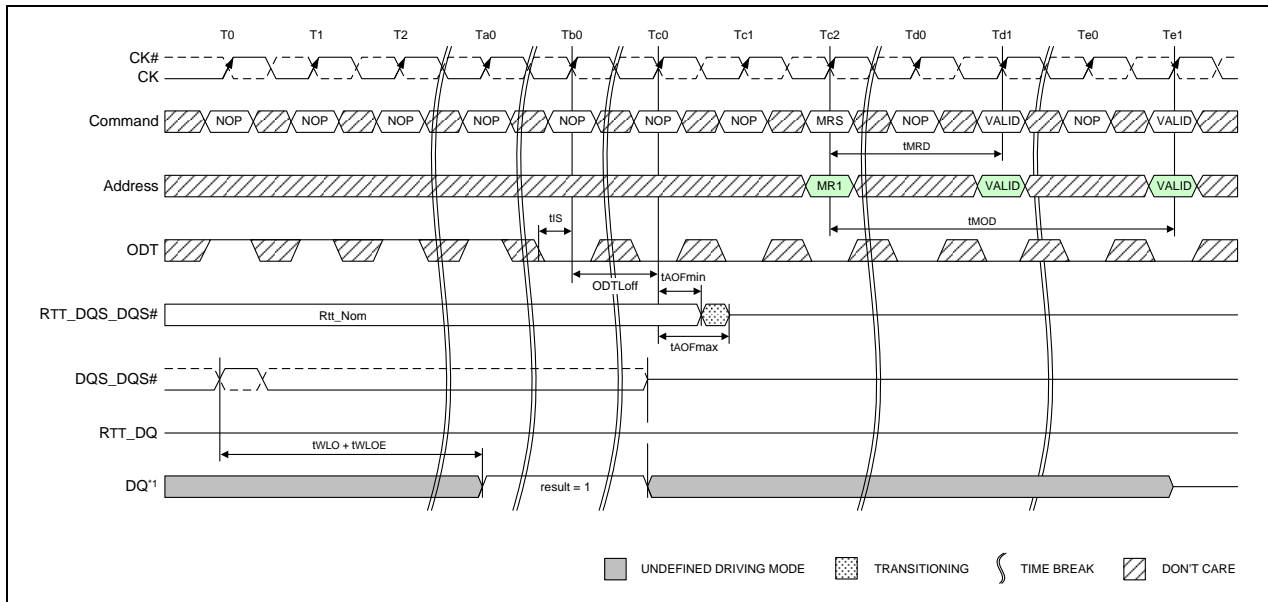 T0 T1 T2 Ta0 Tb0 Tc0 Tc1 Tc2 Td0 Td1 Te0 Te1
CK#
CK
Command NOP NOP NOP NOP NOP NOP NOP MRS NOP VALID NOP VALID
tMRD
Address MR1 VALID VALID
tIS
tMOD
ODT
ODTLoff
tAOFmin
RTT_DQS_DQS# Rtt_Nom
tAOFmax
DQS_DQS#
RTT_DQ
tWLO + tWLOE
DQ*1 result = 1
UNDEFINED DRIVING MODE TRANSITIONING TIME BREAK DON'T CARE